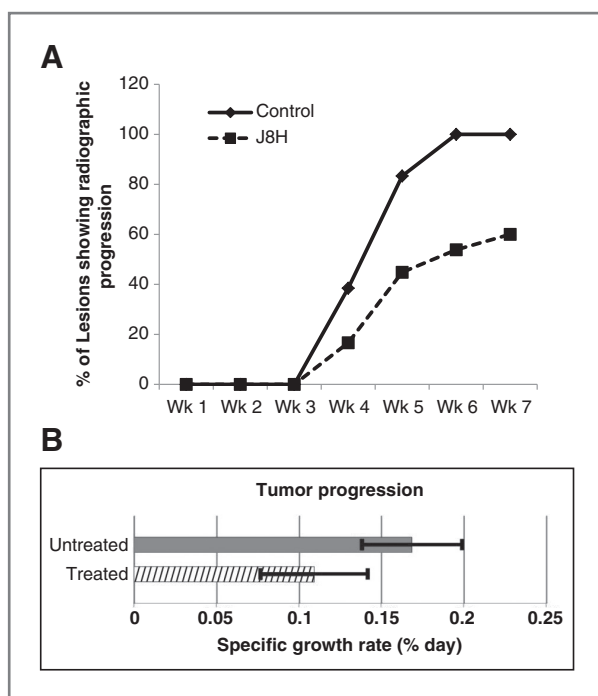 A
% of Lesions showing radiographic
progression
120
100
80
60
40
20
0
Control
J8H
Wk 1 Wk 2 Wk 3 Wk 4 Wk 5 Wk 6 Wk 7
B
Tumor progression
Untreated
Treated
0 0.05 0.1 0.15 0.2 0.25
Specific growth rate (% day)